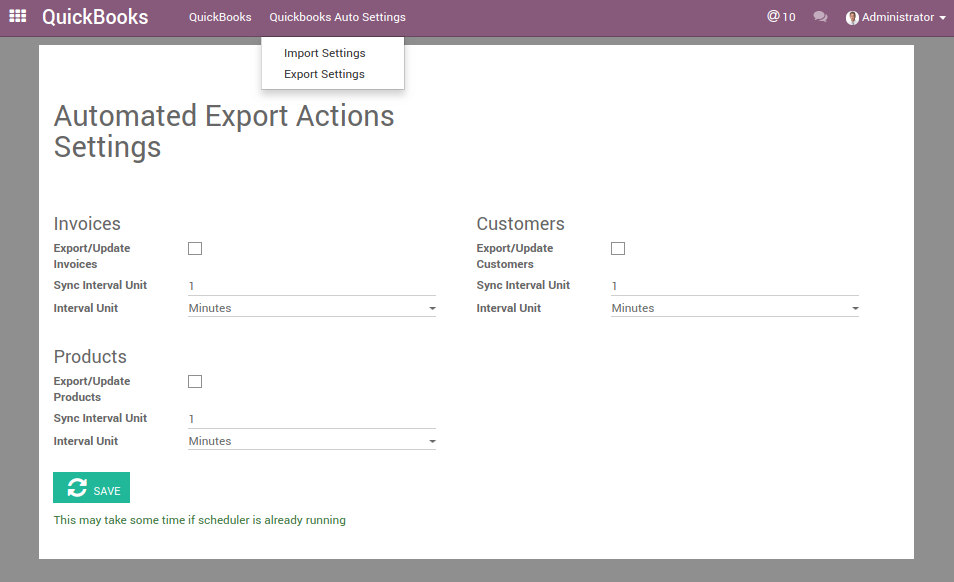 QuickBooks QuickBooks Quickbooks Auto Settings @ 10 Administrator
Import Settings
Export Settings
Automated Export Actions
Settings
Invoices
Export/Update
Invoices
Sync Interval Unit 1
Interval Unit Minutes
Customers
Export/Update
Customers
Sync Interval Unit 1
Interval Unit Minutes
Products
Export/Update
Products
Sync Interval Unit 1
Interval Unit Minutes
SAVE
This may take some time if scheduler is already running